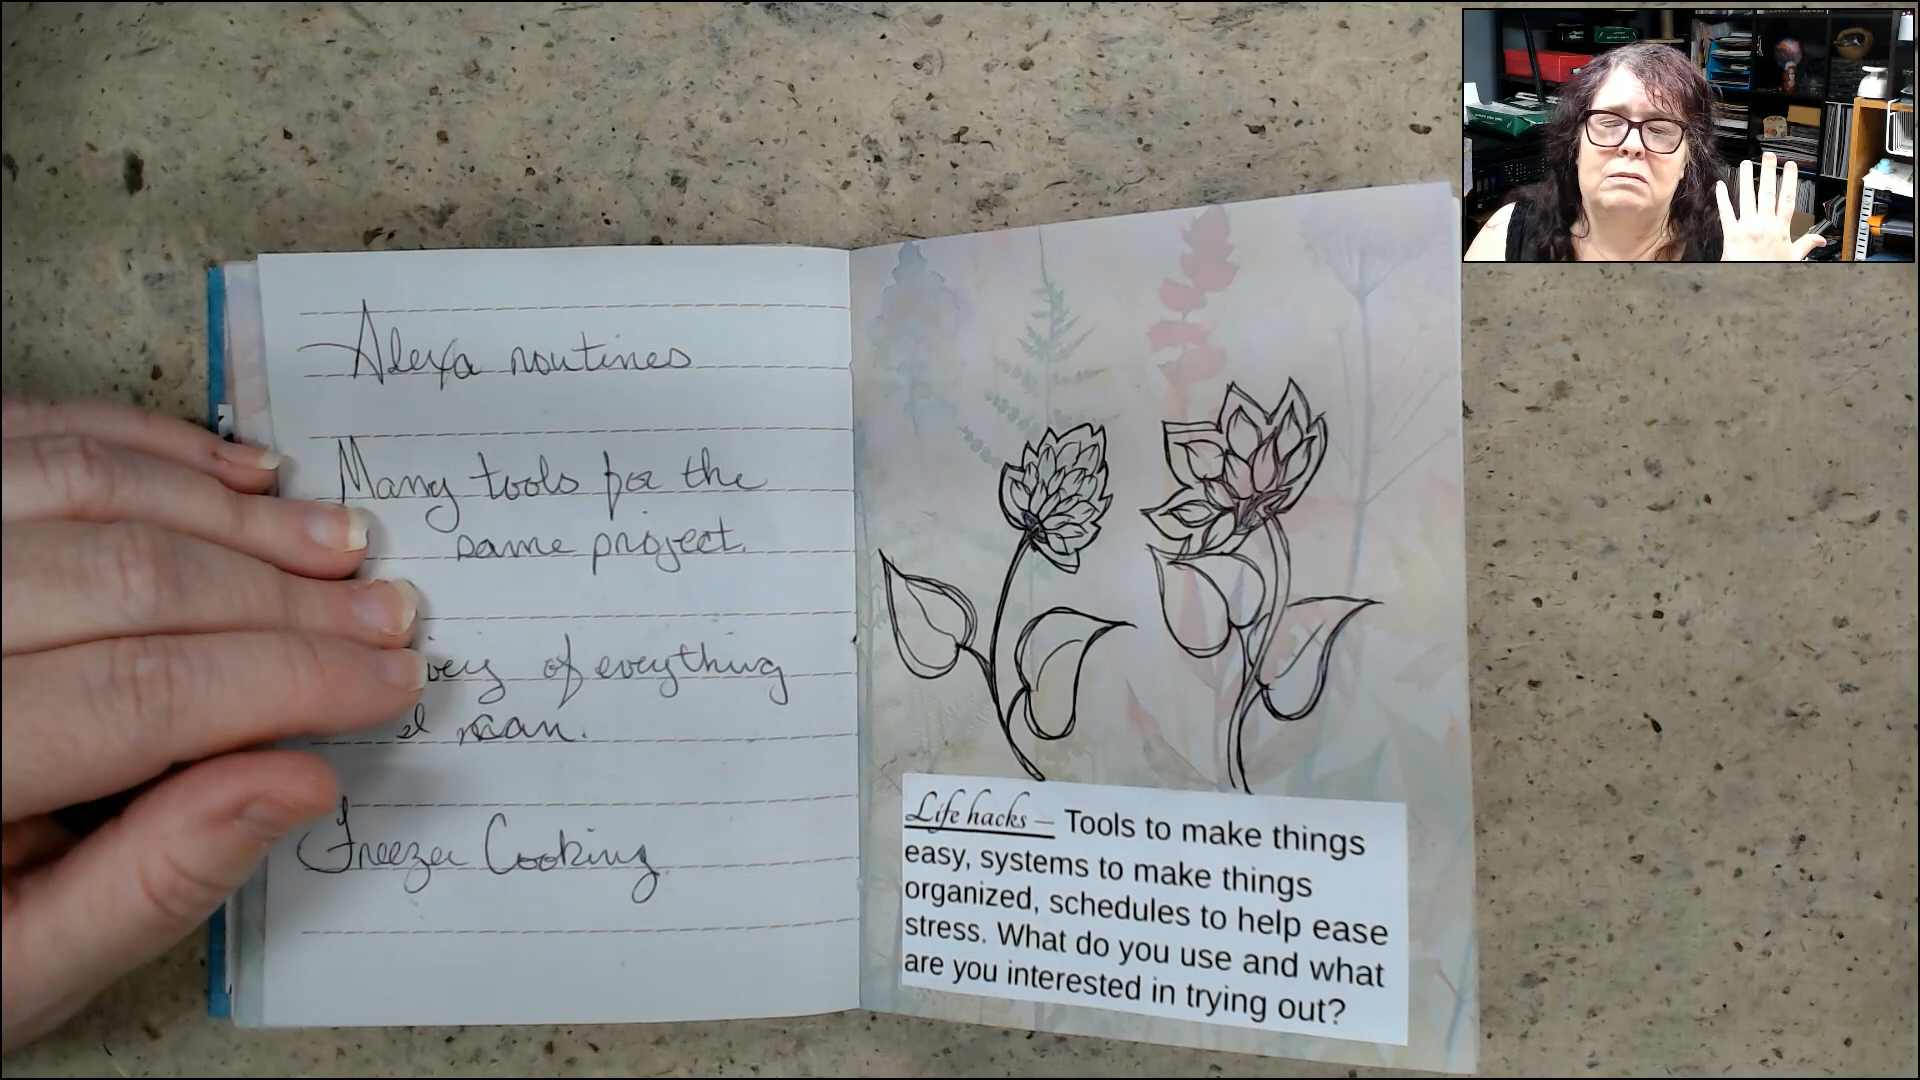 Alexa routines
Many tools for the
same project.
of everything
I can.
Freezer Cooking
Life hacks – Tools to make things
easy, systems to make things
organized, schedules to help ease
stress. What do you use and what
are you interested in trying out?